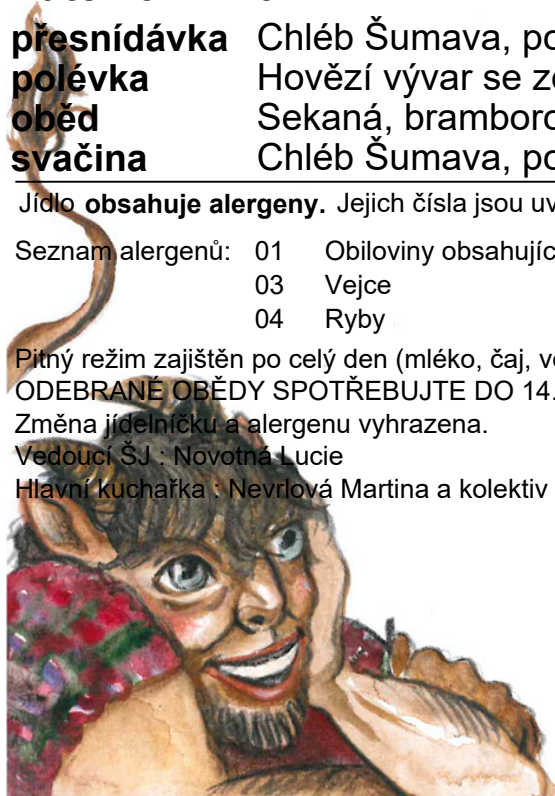 přesnídávka Chléb Šumava, po
polévka Hovězí vývar se z
oběd Sekaná, brambor
svačina Chléb Šumava, po
Jídlo obsahuje alergeny. Jejich čísla jsou uv
Seznam alergenů: 01 Obiloviny obsahujíc
03 Vejce
04 Ryby
Pitný režim zajištěn po celý den (mléko, čaj, v
ODEBRANÉ OBĚDY SPOTŘEBUJTE DO 14.
Změna jídelníčku a alergenu vyhrazena.
Vedoucí ŠJ : Novotná Lucie
Hlavní kuchařka : Nevrlová Martina a kolektiv